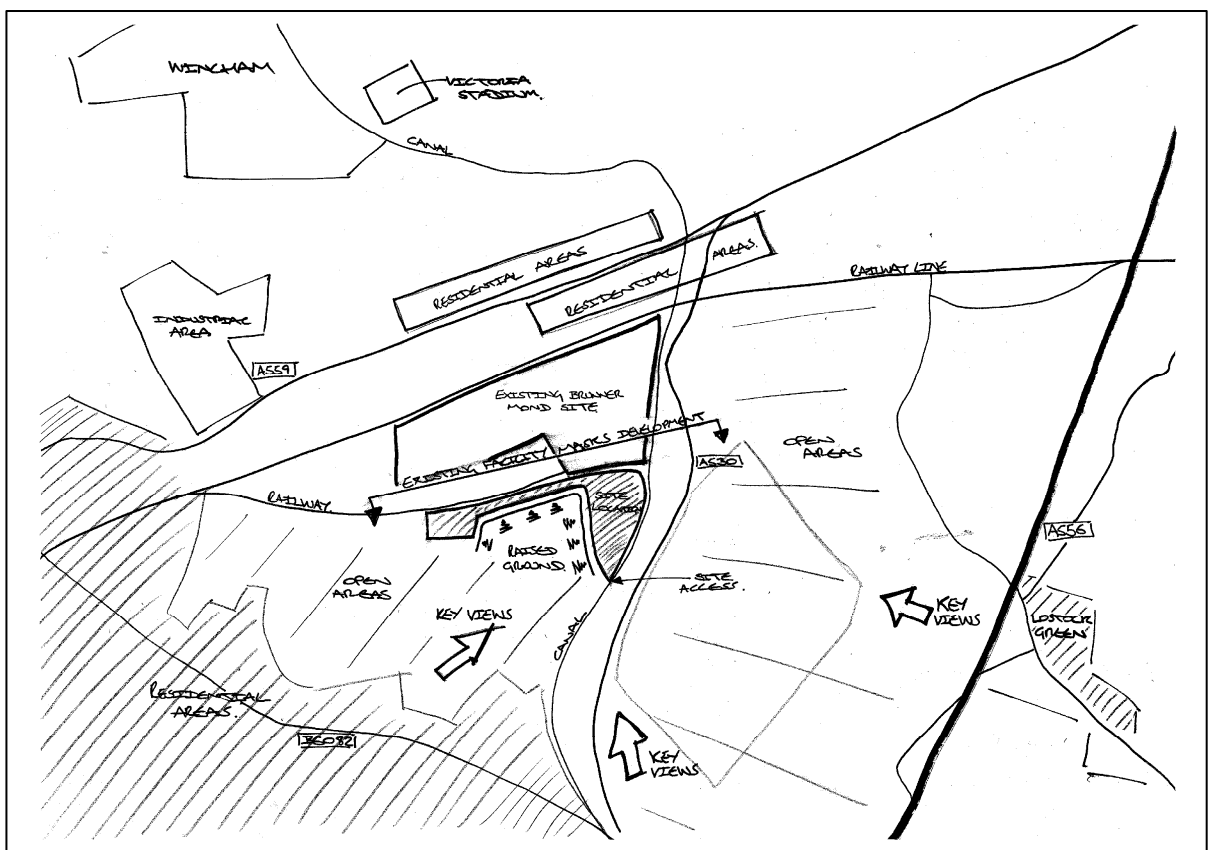 WINCHAM
VICTORIA
STADIUM.
CANAL
RESIDENTIAL AREAS
RESIDENTIAL AREAS.
RAILWAY LINE
INDUSTRIAL
AREA
A559
EXISTING BRUNNER
MOND SITE
EXISTING FACILITY MASKS DEVELOPMENT
A530
OPEN
AREAS
RAILWAY
SITE
LOCATION
RAISED
GROUND.
A556
OPEN
AREAS
SITE
ACCESS.
KEY VIEWS
KEY
VIEWS
LOSTOCK
GREEN
CANAL
RESIDENTIAL
AREAS.
B5082
KEY
VIEWS